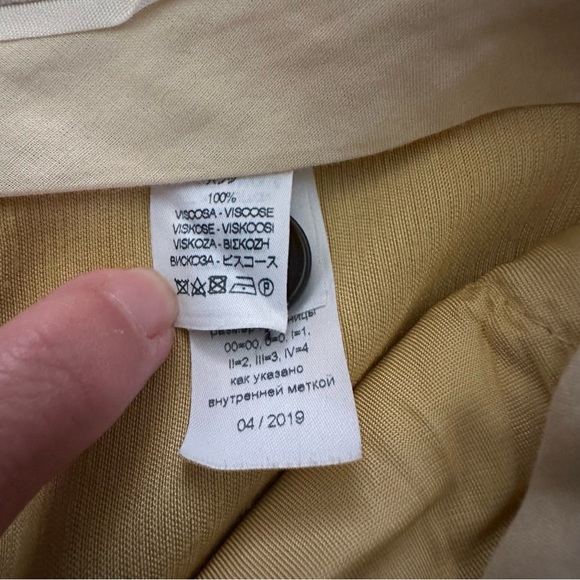 100%
VISCOSA - VISCOSE
VISKOSE - VISKOOSI
VISKOZA - ΒΙΣΚΟΖΗ
ВИСКОЗА - ビスコース
P
00=00, 0=0, I=1,
II=2, III=3, IV=4
как указано
внутренней меткой
04 / 2019